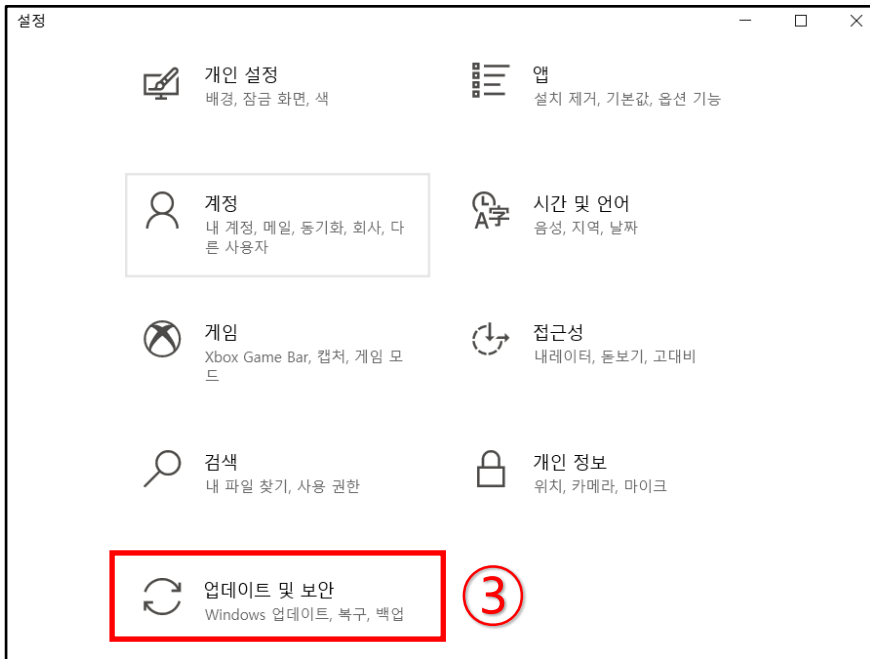 설정
개인 설정
배경, 잠금 화면, 색
앱
설치 제거, 기본값, 옵션 기능
계정
내 계정, 메일, 동기화, 회사, 다
른 사용자
시간 및 언어
음성, 지역, 날짜
게임
Xbox Game Bar, 캡처, 게임 모
드
접근성
내레이터, 돋보기, 고대비
검색
내 파일 찾기, 사용 권한
개인 정보
위치, 카메라, 마이크
업데이트 및 보안
Windows 업데이트, 복구, 백업
③